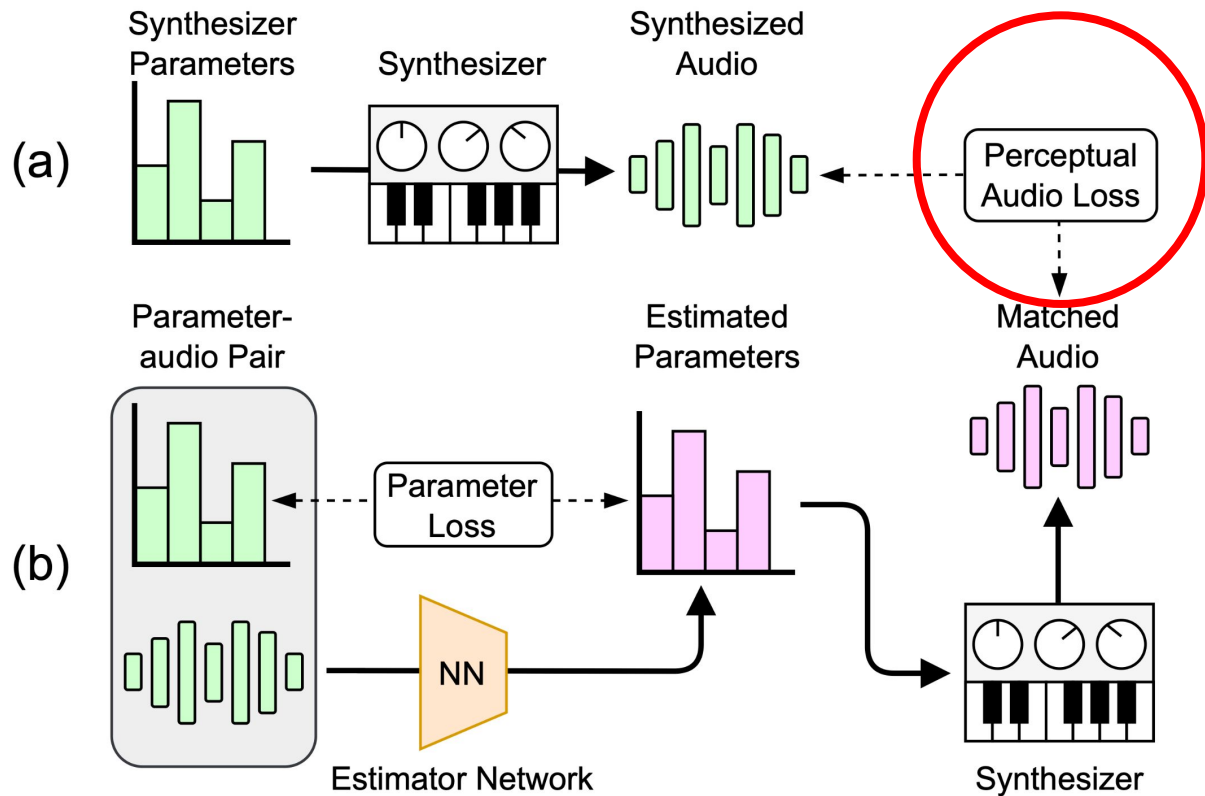 (a)
Synthesizer
Parameters
Synthesizer
Synthesized
Audio
Perceptual
Audio Loss
(b)
Parameter-
audio Pair
Parameter
Loss
Estimated
Parameters
Matched
Audio
NN
Estimator Network
Synthesizer